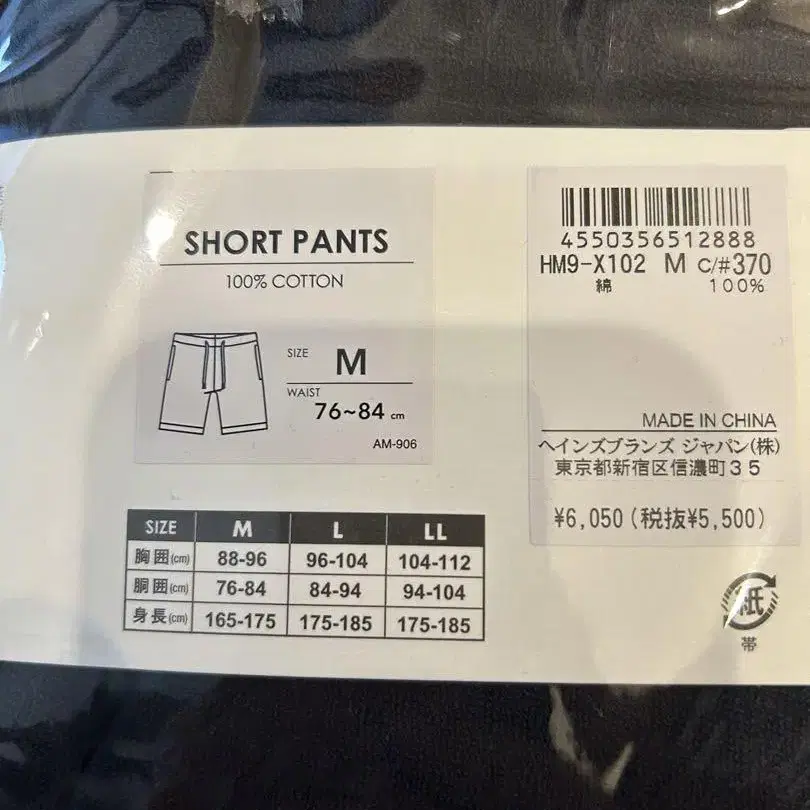 SHORT PANTS
100% COTTON
SIZE M
WAIST
76~84 cm
AM-906
4550356512888
HM9-X102 M C/#370
綿 100%
MADE IN CHINA
ヘインズブランズ ジャパン(株)
東京都新宿区信濃町35
¥6,050(税抜¥5,500)
SIZE M L LL
胸囲(cm) 88-96 96-104 104-112
胴囲(cm) 76-84 84-94 94-104
身長(cm) 165-175 175-185 175-185
紙
帯